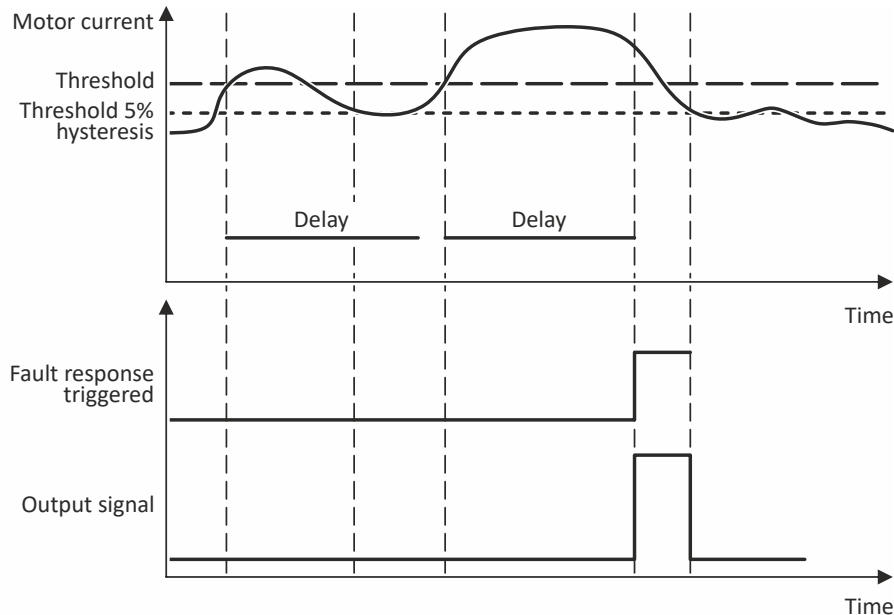 Motor current
Threshold
Threshold 5%
hysteresis
Delay
Delay
Time
Fault response
triggered
Output signal
Time